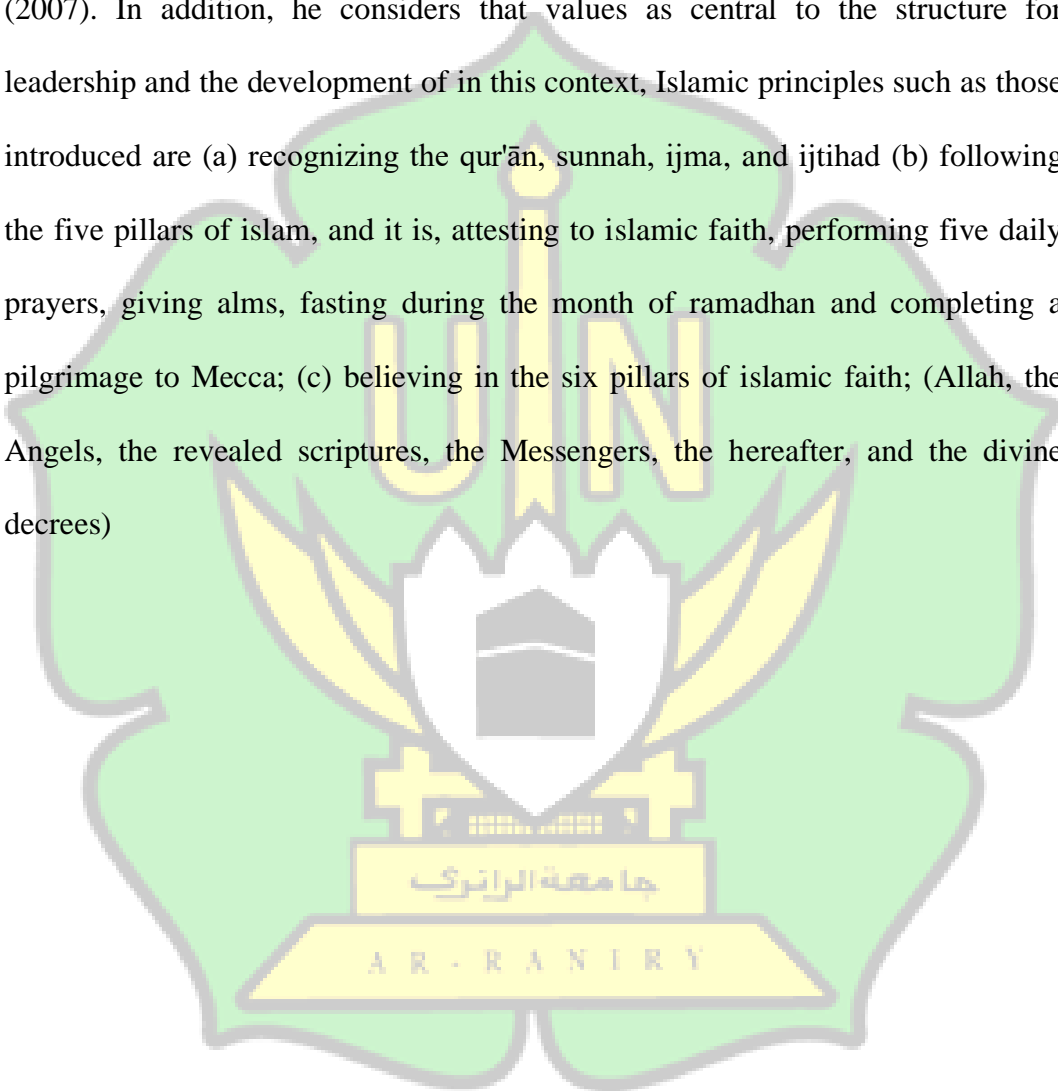 (2007). In addition, he considers that values as central to the structure for
leadership and the development of in this context, Islamic principles such as those
introduced are (a) recognizing the qur'ān, sunnah, ijma, and ijtihad (b) following
the five pillars of islam, and it is, attesting to islamic faith, performing five daily
prayers, giving alms, fasting during the month of ramadhan and completing a
pilgrimage to Mecca; (c) believing in the six pillars of islamic faith; (Allah, the
Angels, the revealed scriptures, the Messengers, the hereafter, and the divine
decrees)
UIN
جامعة الرانري
AR-RANIRY